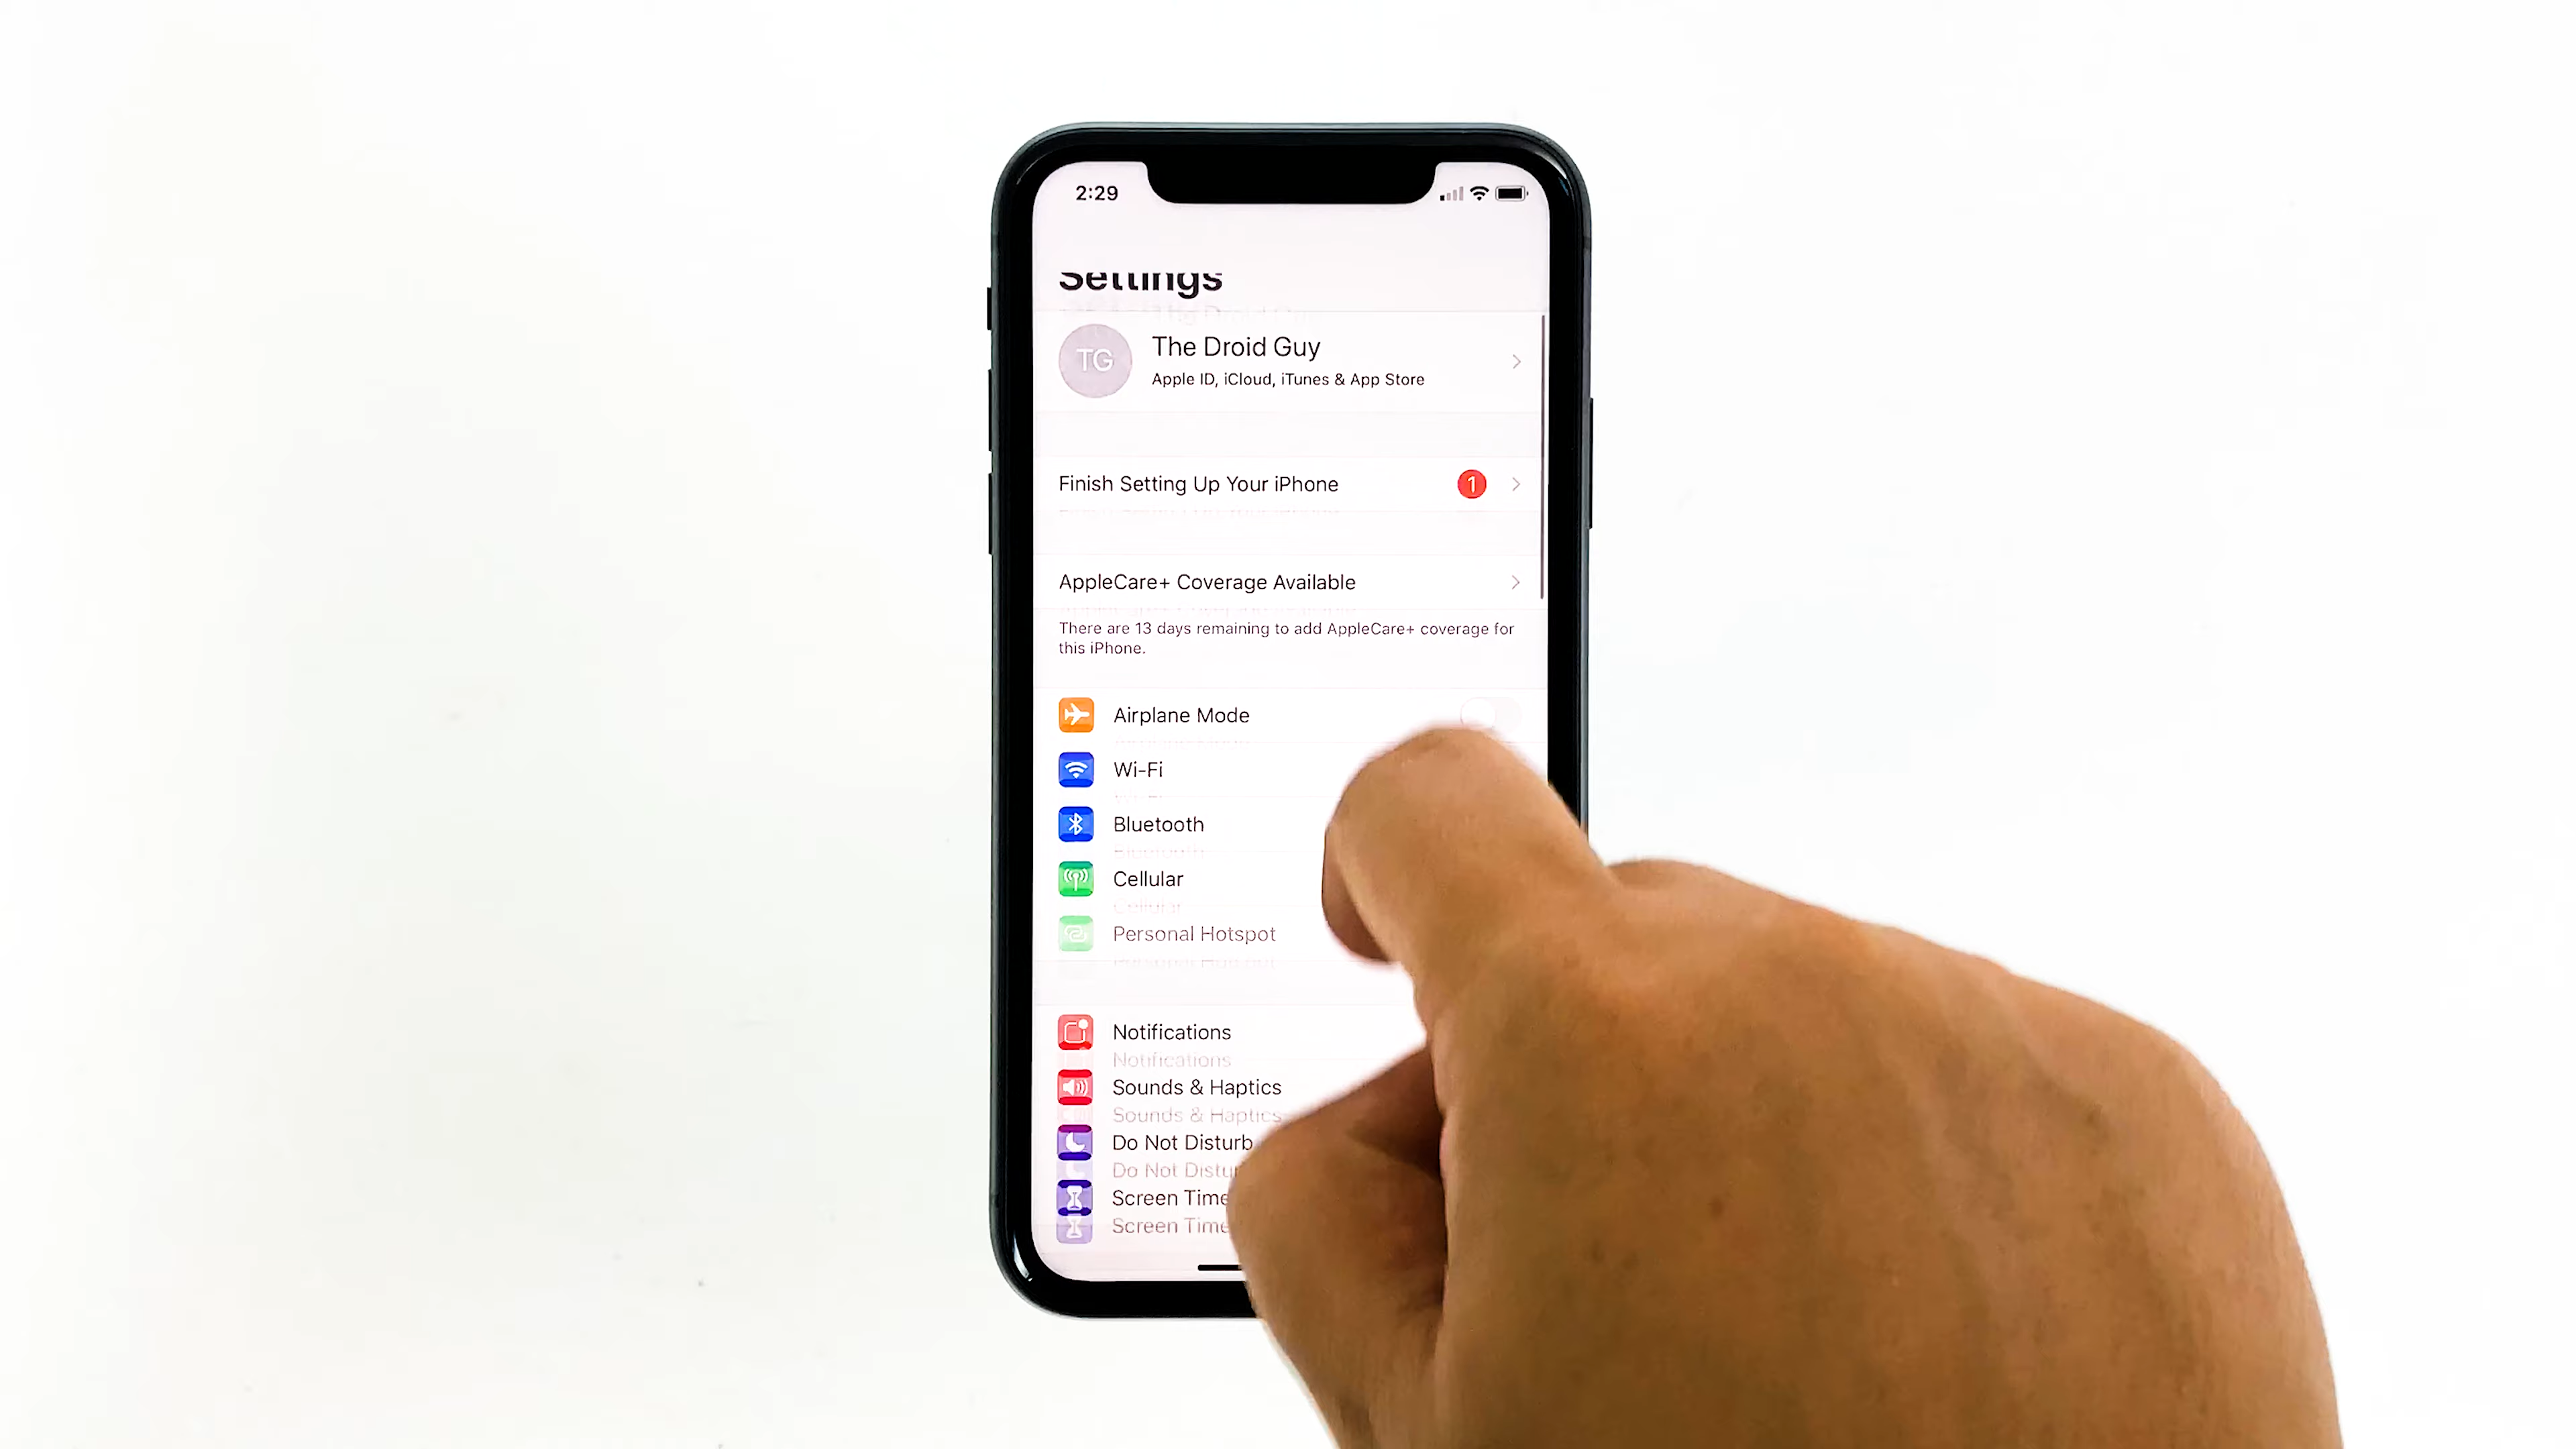 2:29
Settings
TG
The Droid Guy
Apple ID, iCloud, iTunes & App Store
Finish Setting Up Your iPhone
1
AppleCare+ Coverage Available
There are 13 days remaining to add AppleCare+ coverage for
this iPhone.
Airplane Mode
Wi-Fi
Bluetooth
Cellular
Personal Hotspot
Notifications
Sounds & Haptics
Do Not Disturb
Screen Time